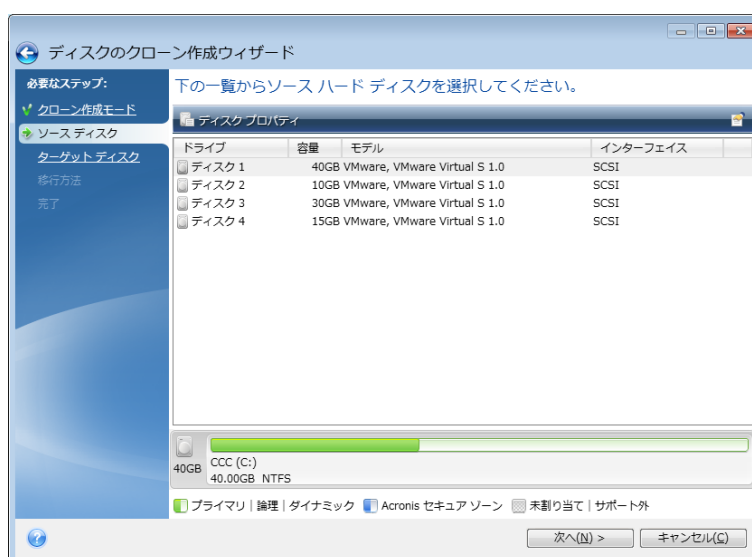 ディスクのクローン作成ウィザード
必要なステップ:
クローン作成モード
ソース ディスク
ターゲット ディスク
移行方法
完了
下の一覧からソース ハード ディスクを選択してください。
ディスク プロパティ
ドライブ 容量 モデル インターフェイス
ディスク 1 40GB VMware, VMware Virtual S 1.0 SCSI
ディスク 2 10GB VMware, VMware Virtual S 1.0 SCSI
ディスク 3 30GB VMware, VMware Virtual S 1.0 SCSI
ディスク 4 15GB VMware, VMware Virtual S 1.0 SCSI
40GB
CCC (C:)
40.00GB NTFS
プライマリ | 論理 | ダイナミック Acronis セキュア ゾーン 未割り当て | サポート外
次へ(N) > キャンセル(C)